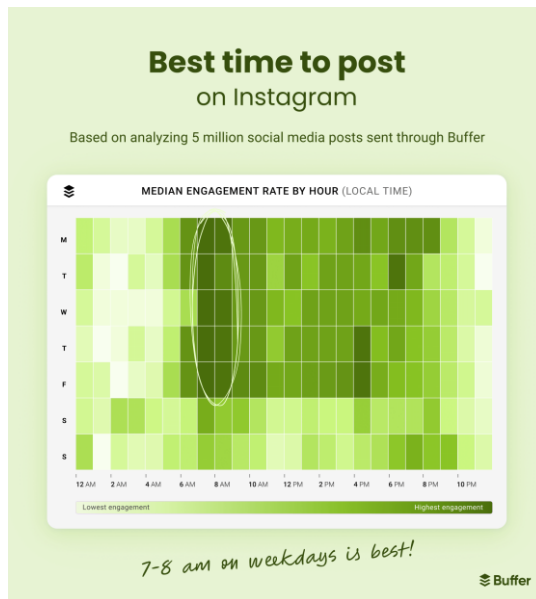 Best time to post
on Instagram
Based on analyzing 5 million social media posts sent through Buffer
MEDIAN ENGAGEMENT RATE BY HOUR (LOCAL TIME)
M
T
W
T
F
S
S
12 AM 2 AM 4 AM 6 AM 8 AM 10 AM 12 PM 2 PM 4 PM 6 PM 8 PM 10 PM
Lowest engagement Highest engagement
7-8 am on weekdays is best!
Buffer